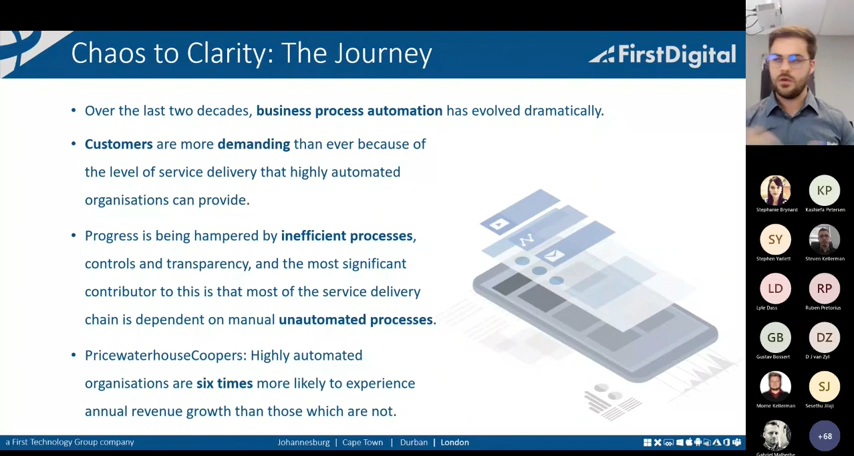 Chaos to Clarity: The Journey
FirstDigital
• Over the last two decades, business process automation has evolved dramatically.
• Customers are more demanding than ever because of
the level of service delivery that highly automated
organisations can provide.
• Progress is being hampered by inefficient processes,
controls and transparency, and the most significant
contributor to this is that most of the service delivery
chain is dependent on manual unautomated processes.
• PricewaterhouseCoopers: Highly automated
organisations are six times more likely to experience
annual revenue growth than those which are not.
a First Technology Group company
Johannesburg | Cape Town | Durban | London
KP
Stephanie Brynard
Kashiefa Petersen
SY
Stephen Yarrett
Steven Kellerman
LD
RP
Lyle Dass
Ruben Pretorius
GB
DZ
Gustav Bossert
D J van Zyl
SJ
Morne Kellerman
Sesethu Jilaji
+68
Gabriel Malherbe